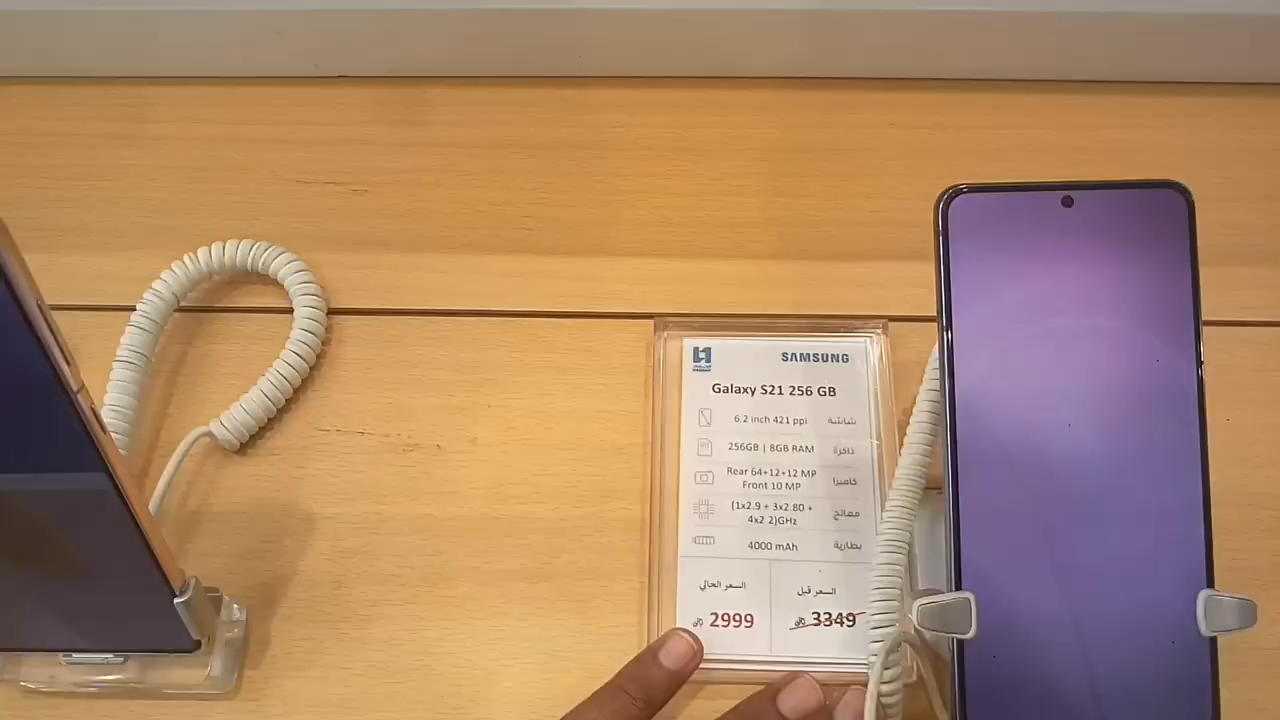 SAMSUNG
Galaxy S21 256 GB
6.2 inch 421 ppi شاشة
256GB | 8GB RAM ذاكرة
Rear 64+12+12 MP
Front 10 MP كاميرا
(1x2.9 + 3x2.80 +
4x2 2)GHz معالج
4000 mAh بطارية
السعر قبل السعر الحالي
3349 ريال 2999 ريال